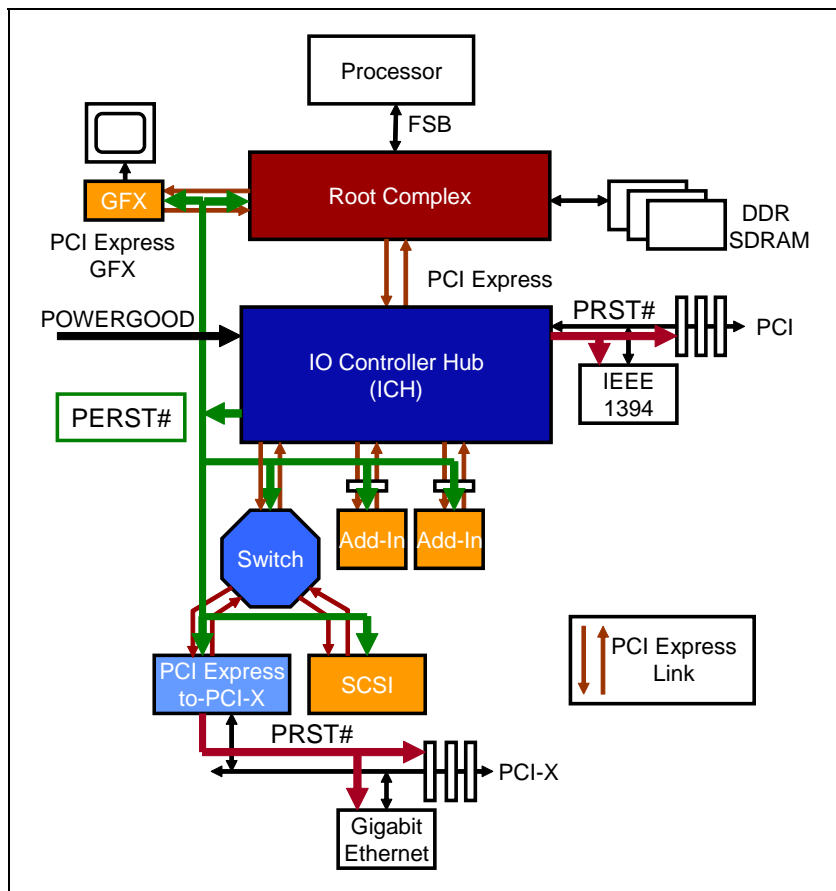 Processor
FSB
Root Complex
GFX
PCI Express
GFX
DDR
SDRAM
PCI Express
POWERGOOD
PRST#
PCI
IO Controller Hub
(ICH)
IEEE
1394
PERST#
Add-In
Add-In
Switch
PCI Express
Link
PCI Express
to-PCI-X
SCSI
PRST#
PCI-X
Gigabit
Ethernet